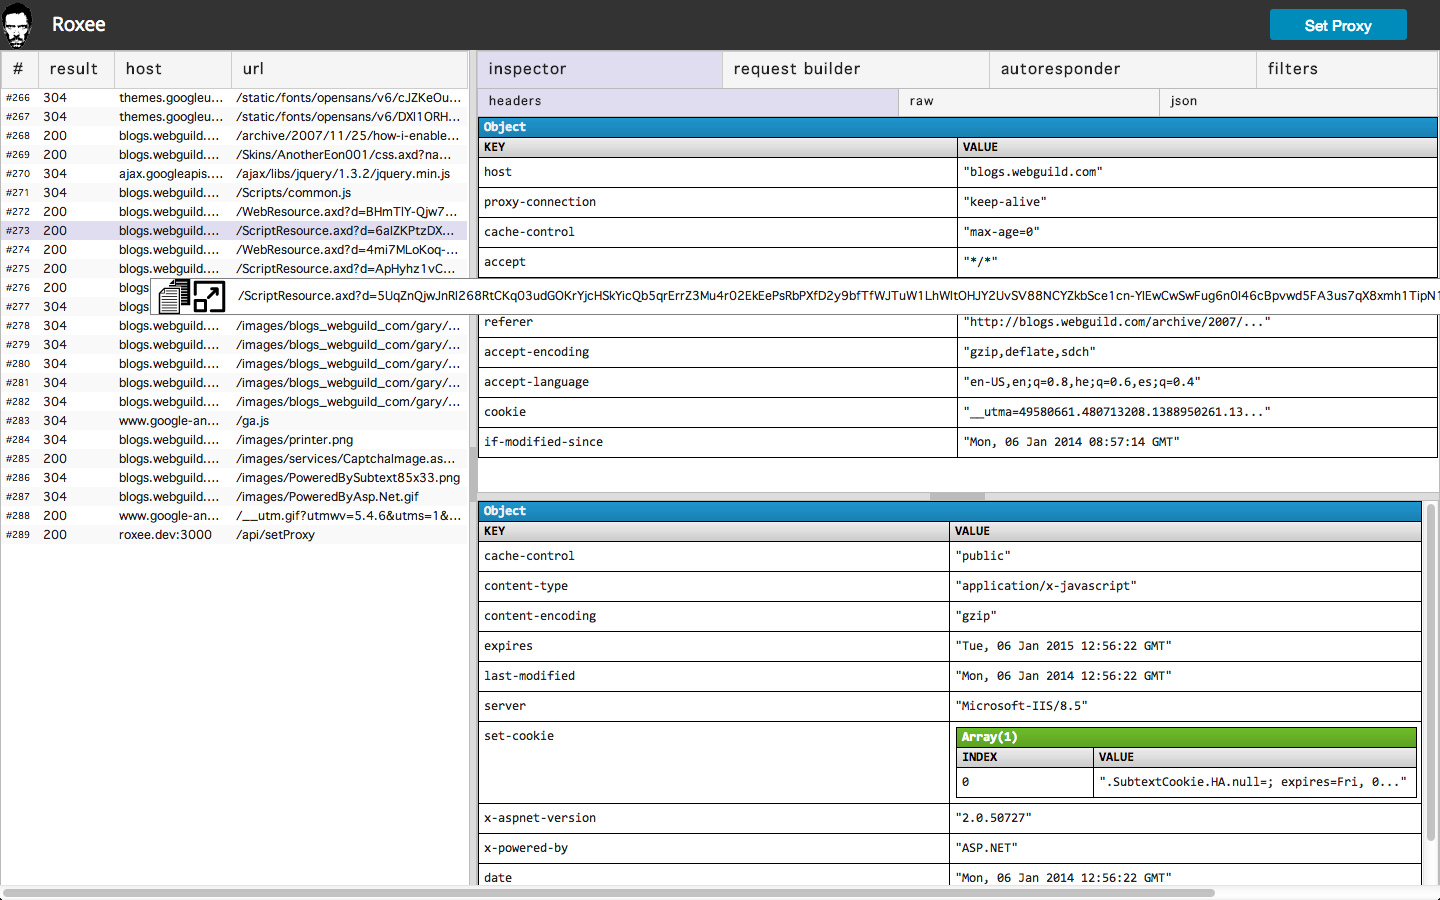 Roxee
Set Proxy
# result host url
#266 304 themes.googleu... /static/fonts/opensans/v6/cJZKeOu...
#267 304 themes.googleu... /static/fonts/opensans/v6/DXI1ORH...
#268 200 blogs.webguild.... /archive/2007/11/25/how-i-enable...
#269 200 blogs.webguild.... /Skins/AnotherEon001/css.axd?na...
#270 304 ajax.googleapis.... /ajax/libs/jquery/1.3.2/jquery.min.js
#271 304 blogs.webguild.... /Scripts/common.js
#272 200 blogs.webguild.... /WebResource.axd?d=BHmTlY-Qjw7...
#273 200 blogs.webguild.... /ScriptResource.axd?d=6alZKPtzDX...
#274 200 blogs.webguild.... /WebResource.axd?d=4mi7MLoKoq-...
#275 200 blogs.webguild.... /ScriptResource.axd?d=ApHyhz1vC...
#276 200 blogs
#277 304 blogs
/ScriptResource.axd?d=5UqZnQjwJnRl268RtCKq03udGOKrYjcHSkYicQb5qrErrZ3Mu4r02EkEePsRbPXfD2y9bfTfWJTuW1LhWltOHJY2UvSV88NCYZkbSce1cn-YlEwCwSwFug6n0l46cBpvwd5FA3us7qX8xmh1TipN1
#278 304 blogs.webguild.... /images/blogs_webguild_com/gary/...
#279 304 blogs.webguild.... /images/blogs_webguild_com/gary/...
#280 304 blogs.webguild.... /images/blogs_webguild_com/gary/...
#281 304 blogs.webguild.... /images/blogs_webguild_com/gary/...
#282 304 blogs.webguild.... /images/blogs_webguild_com/gary/...
#283 304 www.google-an... /ga.js
#284 304 blogs.webguild.... /images/printer.png
#285 200 blogs.webguild.... /images/services/CaptchaImage.as...
#286 304 blogs.webguild.... /images/PoweredBySubtext85x33.png
#287 304 blogs.webguild.... /images/PoweredByAsp.Net.gif
#288 200 www.google-an... /__utm.gif?utmwv=5.4.6&utms=1&...
#289 200 roxee.dev:3000 /api/setProxy
inspector request builder autoresponder filters
headers raw json
Object
KEY VALUE
host "blogs.webguild.com"
proxy-connection "keep-alive"
cache-control "max-age=0"
accept "*/*"
referer "http://blogs.webguild.com/archive/2007/..."
accept-encoding "gzip,deflate,sdch"
accept-language "en-US,en;q=0.8,he;q=0.6,es;q=0.4"
cookie "__utma=49580661.480713208.1388950261.13..."
if-modified-since "Mon, 06 Jan 2014 08:57:14 GMT"
Object
KEY VALUE
cache-control "public"
content-type "application/x-javascript"
content-encoding "gzip"
expires "Tue, 06 Jan 2015 12:56:22 GMT"
last-modified "Mon, 06 Jan 2014 12:56:22 GMT"
server "Microsoft-IIS/8.5"
set-cookie
Array(1)
INDEX VALUE
0 ".SubtextCookie.HA.null=; expires=Fri, 0..."
x-aspnet-version "2.0.50727"
x-powered-by "ASP.NET"
date "Mon, 06 Jan 2014 12:56:22 GMT"